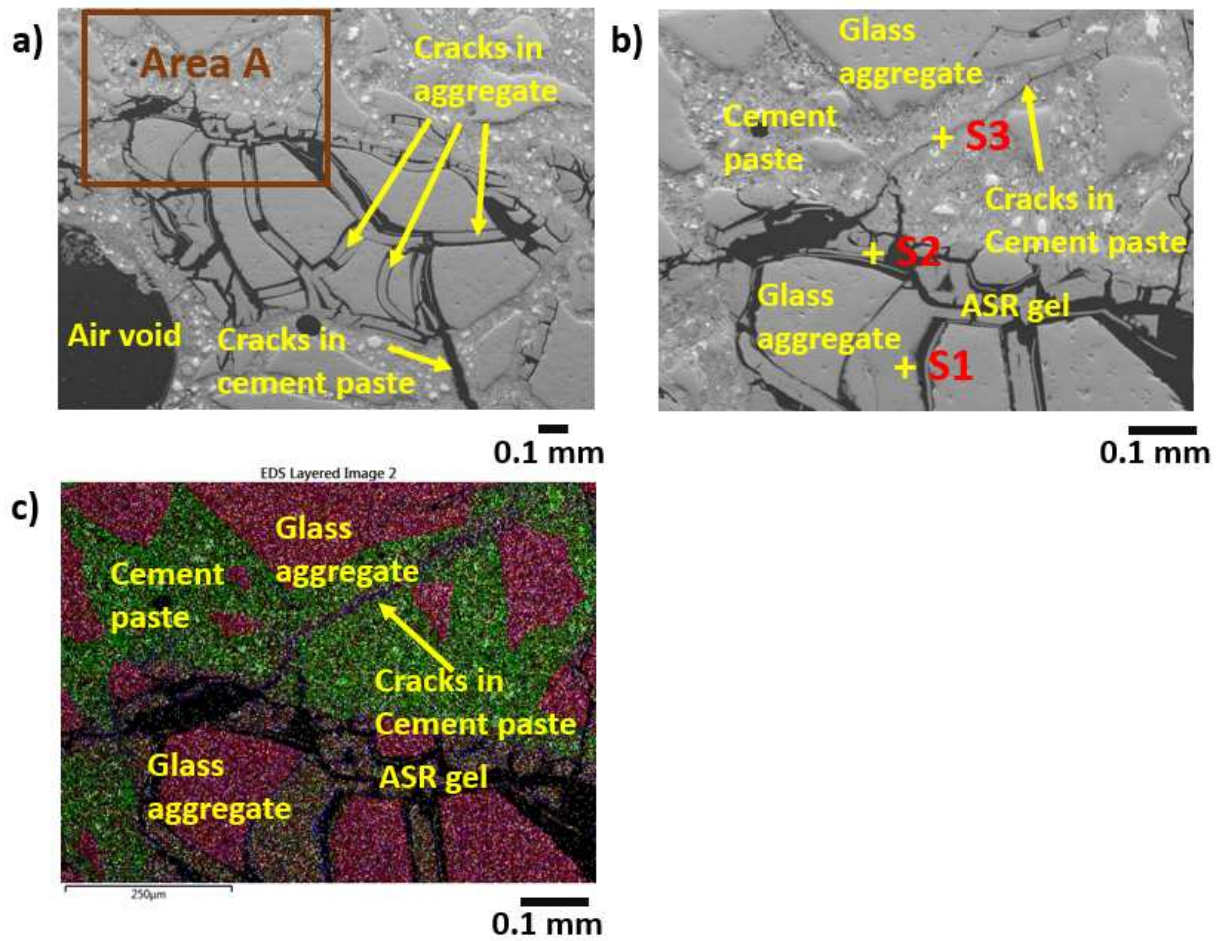 a)
Area A
Cracks in
aggregate
Air void
Cracks in
cement paste
0.1 mm
b)
Glass
aggregate
Cement
paste
S3
Cracks in
Cement paste
S2
Glass
aggregate
ASR gel
S1
0.1 mm
c)
EDS Layered Image 2
Glass
aggregate
Cement
paste
Cracks in
Cement paste
Glass
aggregate
ASR gel
250μm
0.1 mm